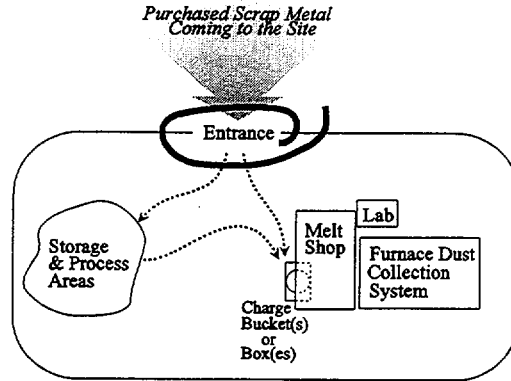 Purchased Scrap Metal
Coming to the Site
Entrance
Storage
& Process
Areas
Melt
Shop
Lab
Furnace Dust
Collection
System
Charge
Bucket(s)
or
Box(es)